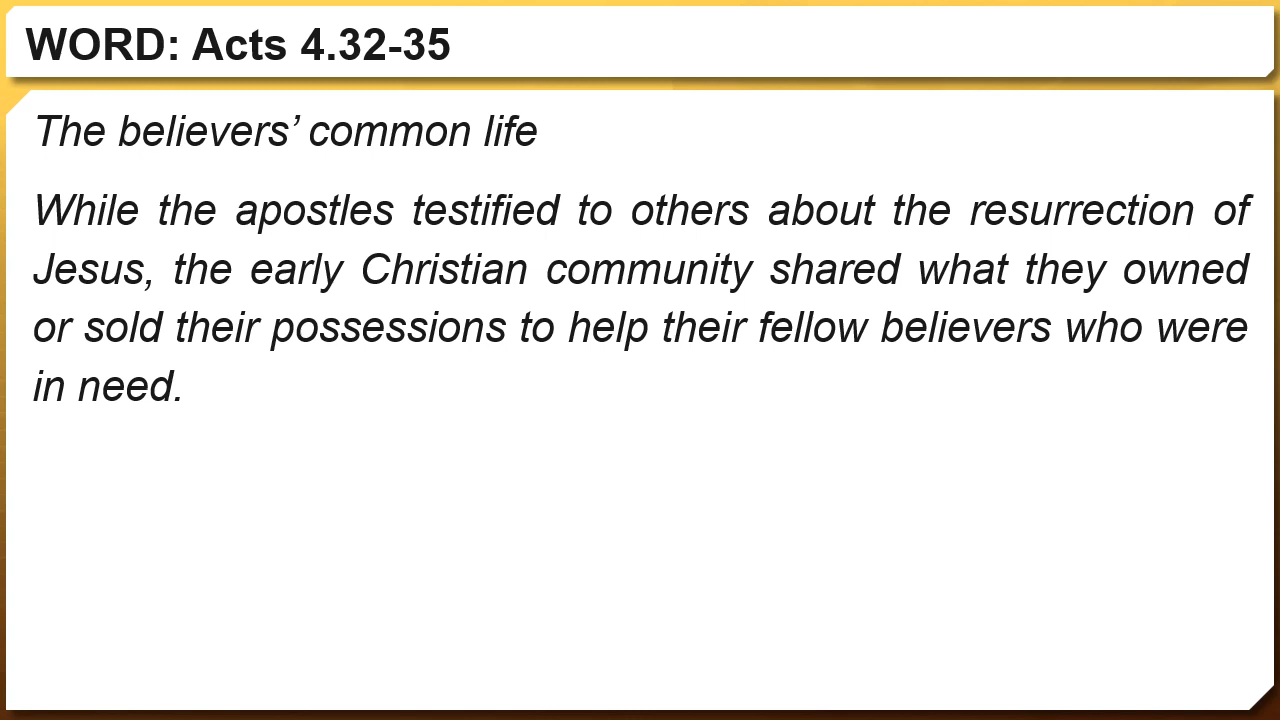 WORD: Acts 4.32-35
The believers’ common life
While the apostles testified to others about the resurrection of
Jesus, the early Christian community shared what they owned
or sold their possessions to help their fellow believers who were
in need.